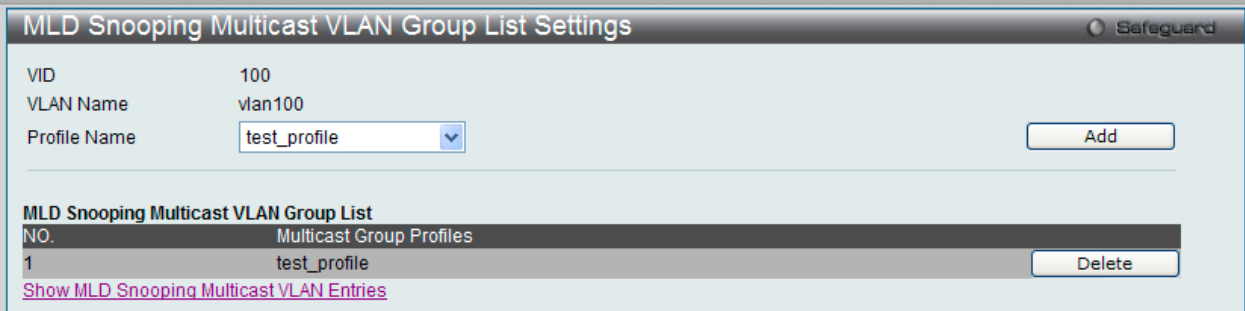 MLD Snooping Multicast VLAN Group List Settings Safeguard
VID 100
VLAN Name vlan100
Profile Name test_profile Add
MLD Snooping Multicast VLAN Group List
NO. Multicast Group Profiles
1 test_profile Delete
Show MLD Snooping Multicast VLAN Entries